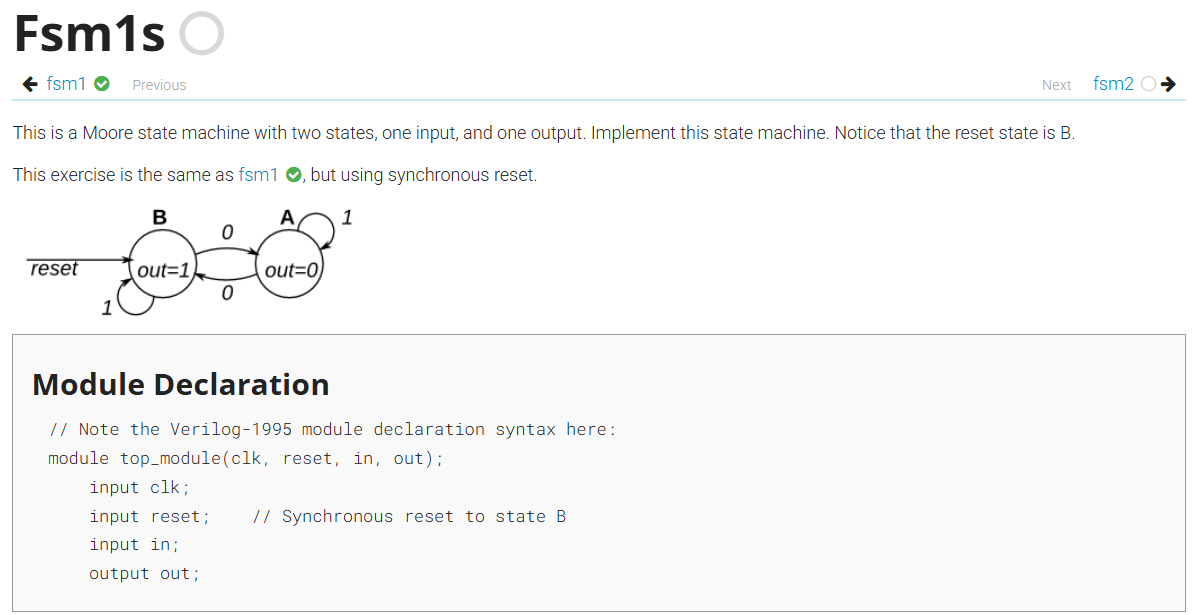 Fsm1s
fsm1 Previous Next fsm2
This is a Moore state machine with two states, one input, and one output. Implement this state machine. Notice that the reset state is B.
This exercise is the same as fsm1 , but using synchronous reset.
B 0 A 1
reset out=1 out=0
1 0
Module Declaration
// Note the Verilog-1995 module declaration syntax here:
module top_module(clk, reset, in, out);
input clk;
input reset; // Synchronous reset to state B
input in;
output out;